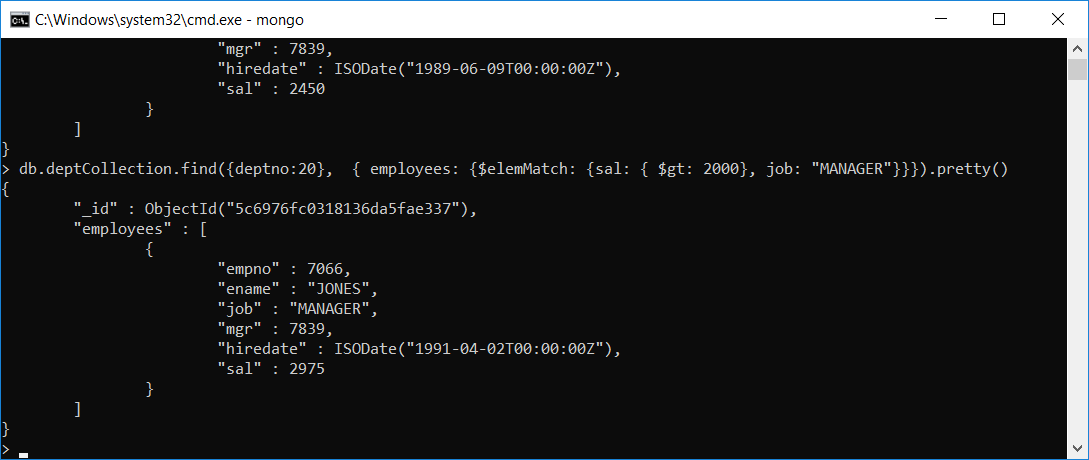 C:\Windows\system32\cmd.exe - mongo
"mgr" : 7839,
"hiredate" : ISODate("1989-06-09T00:00:00Z"),
"sal" : 2450
}
]
}
> db.deptCollection.find({deptno:20},  { employees: {$elemMatch: {sal: { $gt: 2000}, job: "MANAGER"}}}).pretty()
{
"_id" : ObjectId("5c6976fc0318136da5fae337"),
"employees" : [
{
"empno" : 7066,
"ename" : "JONES",
"job" : "MANAGER",
"mgr" : 7839,
"hiredate" : ISODate("1991-04-02T00:00:00Z"),
"sal" : 2975
}
]
}
>